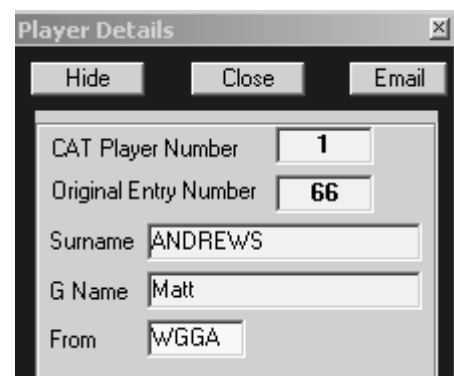 Player Details
Hide Close Email
CAT Player Number 1
Original Entry Number 66
Surname ANDREWS
G Name Matt
From WGGA